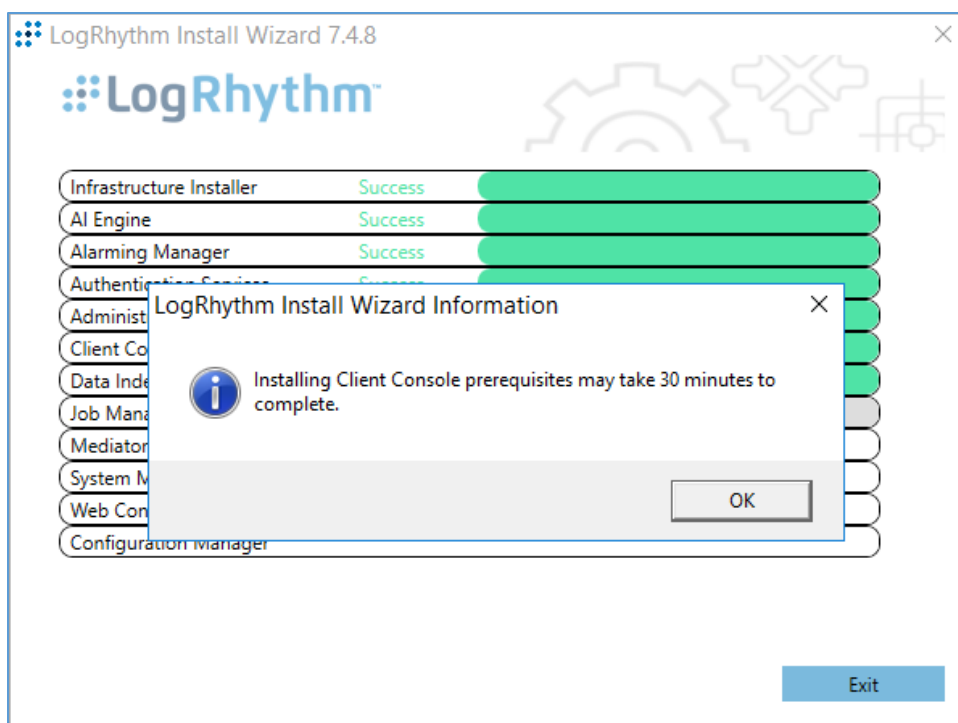 LogRhythm Install Wizard 7.4.8
LogRhythm™
Infrastructure Installer Success
AI Engine Success
Alarming Manager Success
LogRhythm Install Wizard Information
Installing Client Console prerequisites may take 30 minutes to
complete.
OK
Configuration Manager
Exit